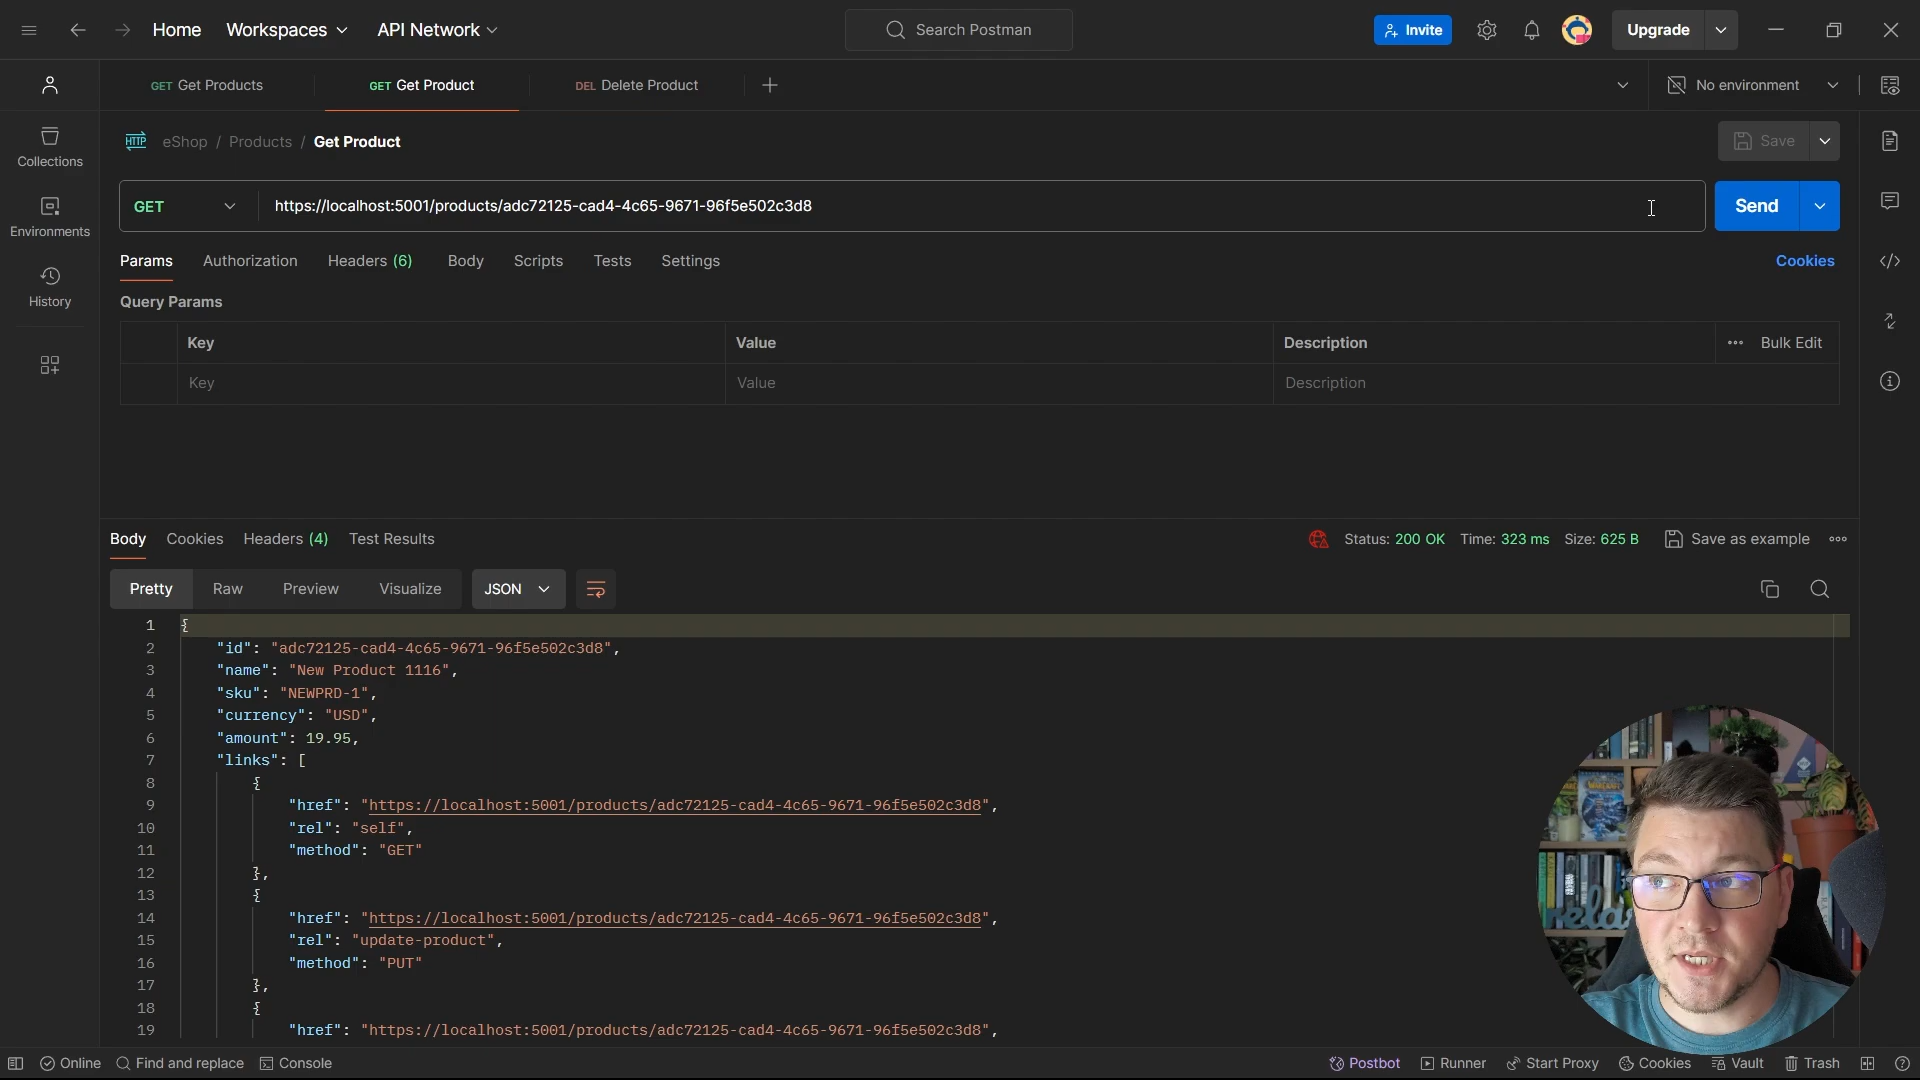 Home Workspaces API Network Search Postman Invite Upgrade
GET Get Products GET Get Product DEL Delete Product No environment
HTTP eShop / Products / Get Product Save
GET https://localhost:5001/products/adc72125-cad4-4c65-9671-96f5e502c3d8 Send
Collections
Environments
History
Params Authorization Headers (6) Body Scripts Tests Settings Cookies
Query Params
Key Value Description Bulk Edit
Key Value Description
Body Cookies Headers (4) Test Results Status: 200 OK Time: 323 ms Size: 625 B Save as example
Pretty Raw Preview Visualize JSON
1 {
2 "id": "adc72125-cad4-4c65-9671-96f5e502c3d8",
3 "name": "New Product 1116",
4 "sku": "NEWPRD-1",
5 "currency": "USD",
6 "amount": 19.95,
7 "links": [
8 {
9 "href": "https://localhost:5001/products/adc72125-cad4-4c65-9671-96f5e502c3d8",
10 "rel": "self",
11 "method": "GET"
12 },
13 {
14 "href": "https://localhost:5001/products/adc72125-cad4-4c65-9671-96f5e502c3d8",
15 "rel": "update-product",
16 "method": "PUT"
17 },
18 {
19 "href": "https://localhost:5001/products/adc72125-cad4-4c65-9671-96f5e502c3d8",
Online Find and replace Console Postbot Runner Start Proxy Cookies Vault Trash